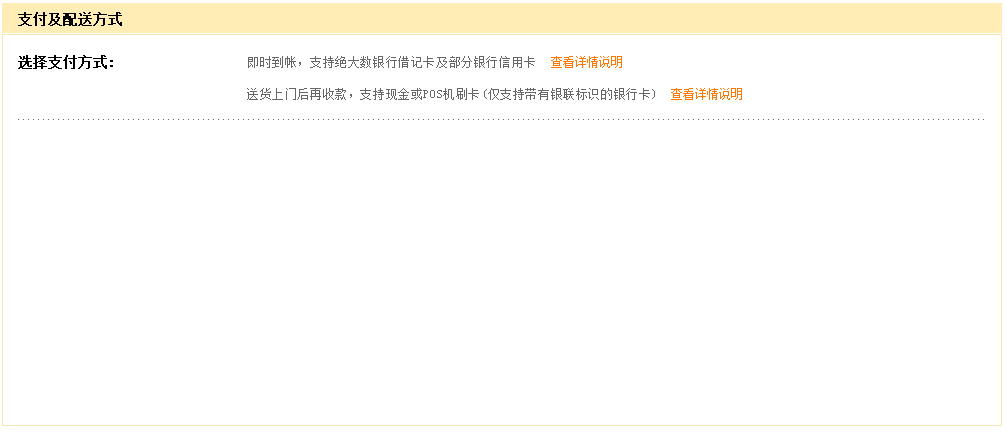 支付及配送方式
选择支付方式: 即时到帐，支持绝大数银行借记卡及部分银行信用卡 查看详情说明
送货上门后再收款，支持现金或POS机刷卡(仅支持带有银联标识的银行卡) 查看详情说明